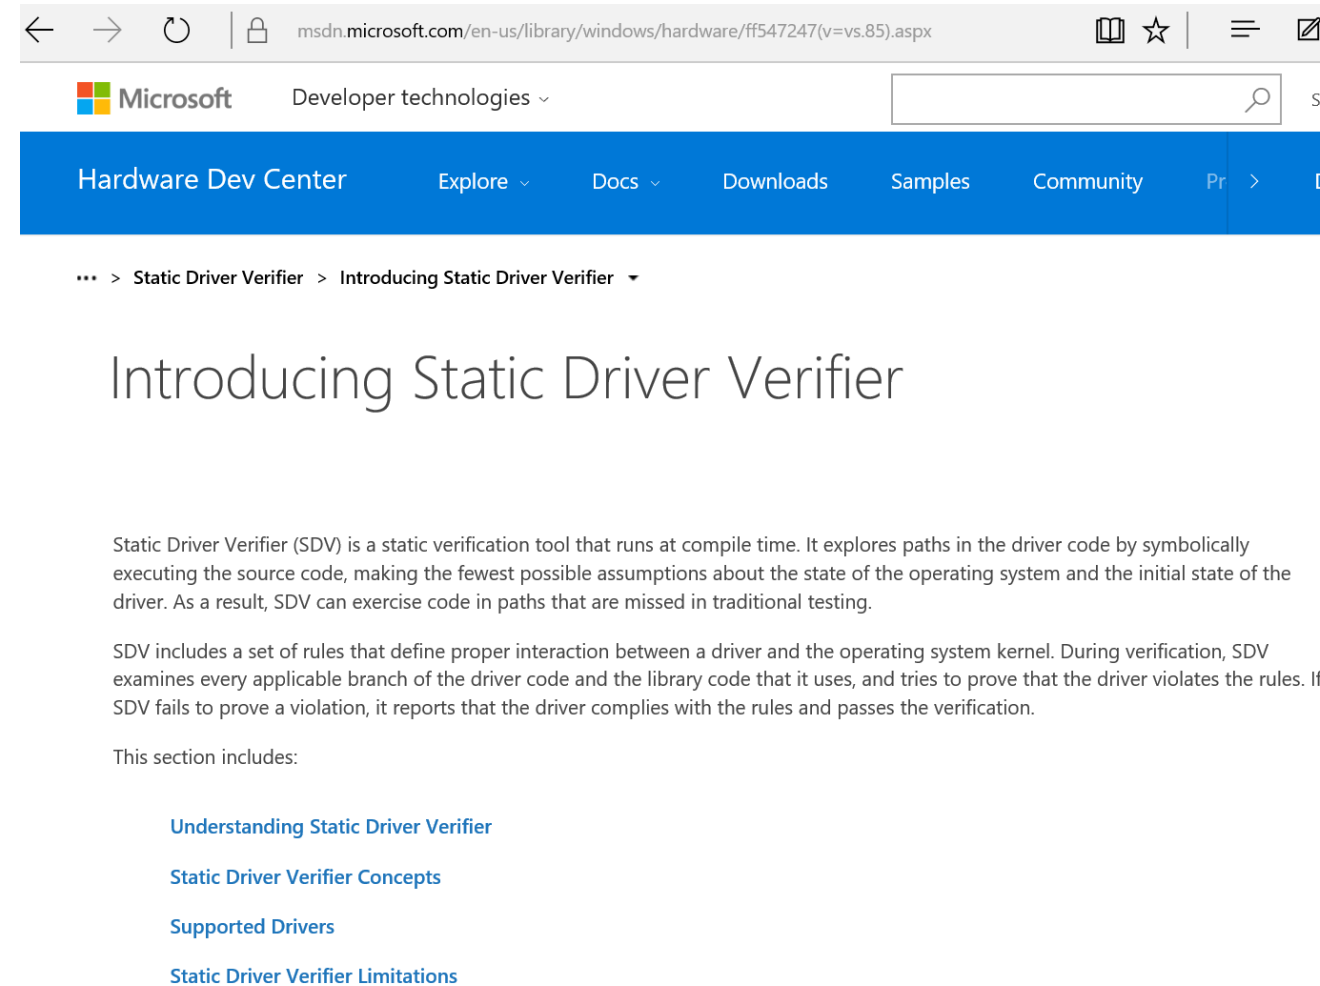 msdn.microsoft.com/en-us/library/windows/hardware/ff547247(v=vs.85).aspx
Microsoft
Developer technologies
Hardware Dev Center
Explore
Docs
Downloads
Samples
Community
··· > Static Driver Verifier > Introducing Static Driver Verifier
Introducing Static Driver Verifier
Static Driver Verifier (SDV) is a static verification tool that runs at compile time. It explores paths in the driver code by symbolically
executing the source code, making the fewest possible assumptions about the state of the operating system and the initial state of the
driver. As a result, SDV can exercise code in paths that are missed in traditional testing.
SDV includes a set of rules that define proper interaction between a driver and the operating system kernel. During verification, SDV
examines every applicable branch of the driver code and the library code that it uses, and tries to prove that the driver violates the rules. If
SDV fails to prove a violation, it reports that the driver complies with the rules and passes the verification.
This section includes:
Understanding Static Driver Verifier
Static Driver Verifier Concepts
Supported Drivers
Static Driver Verifier Limitations